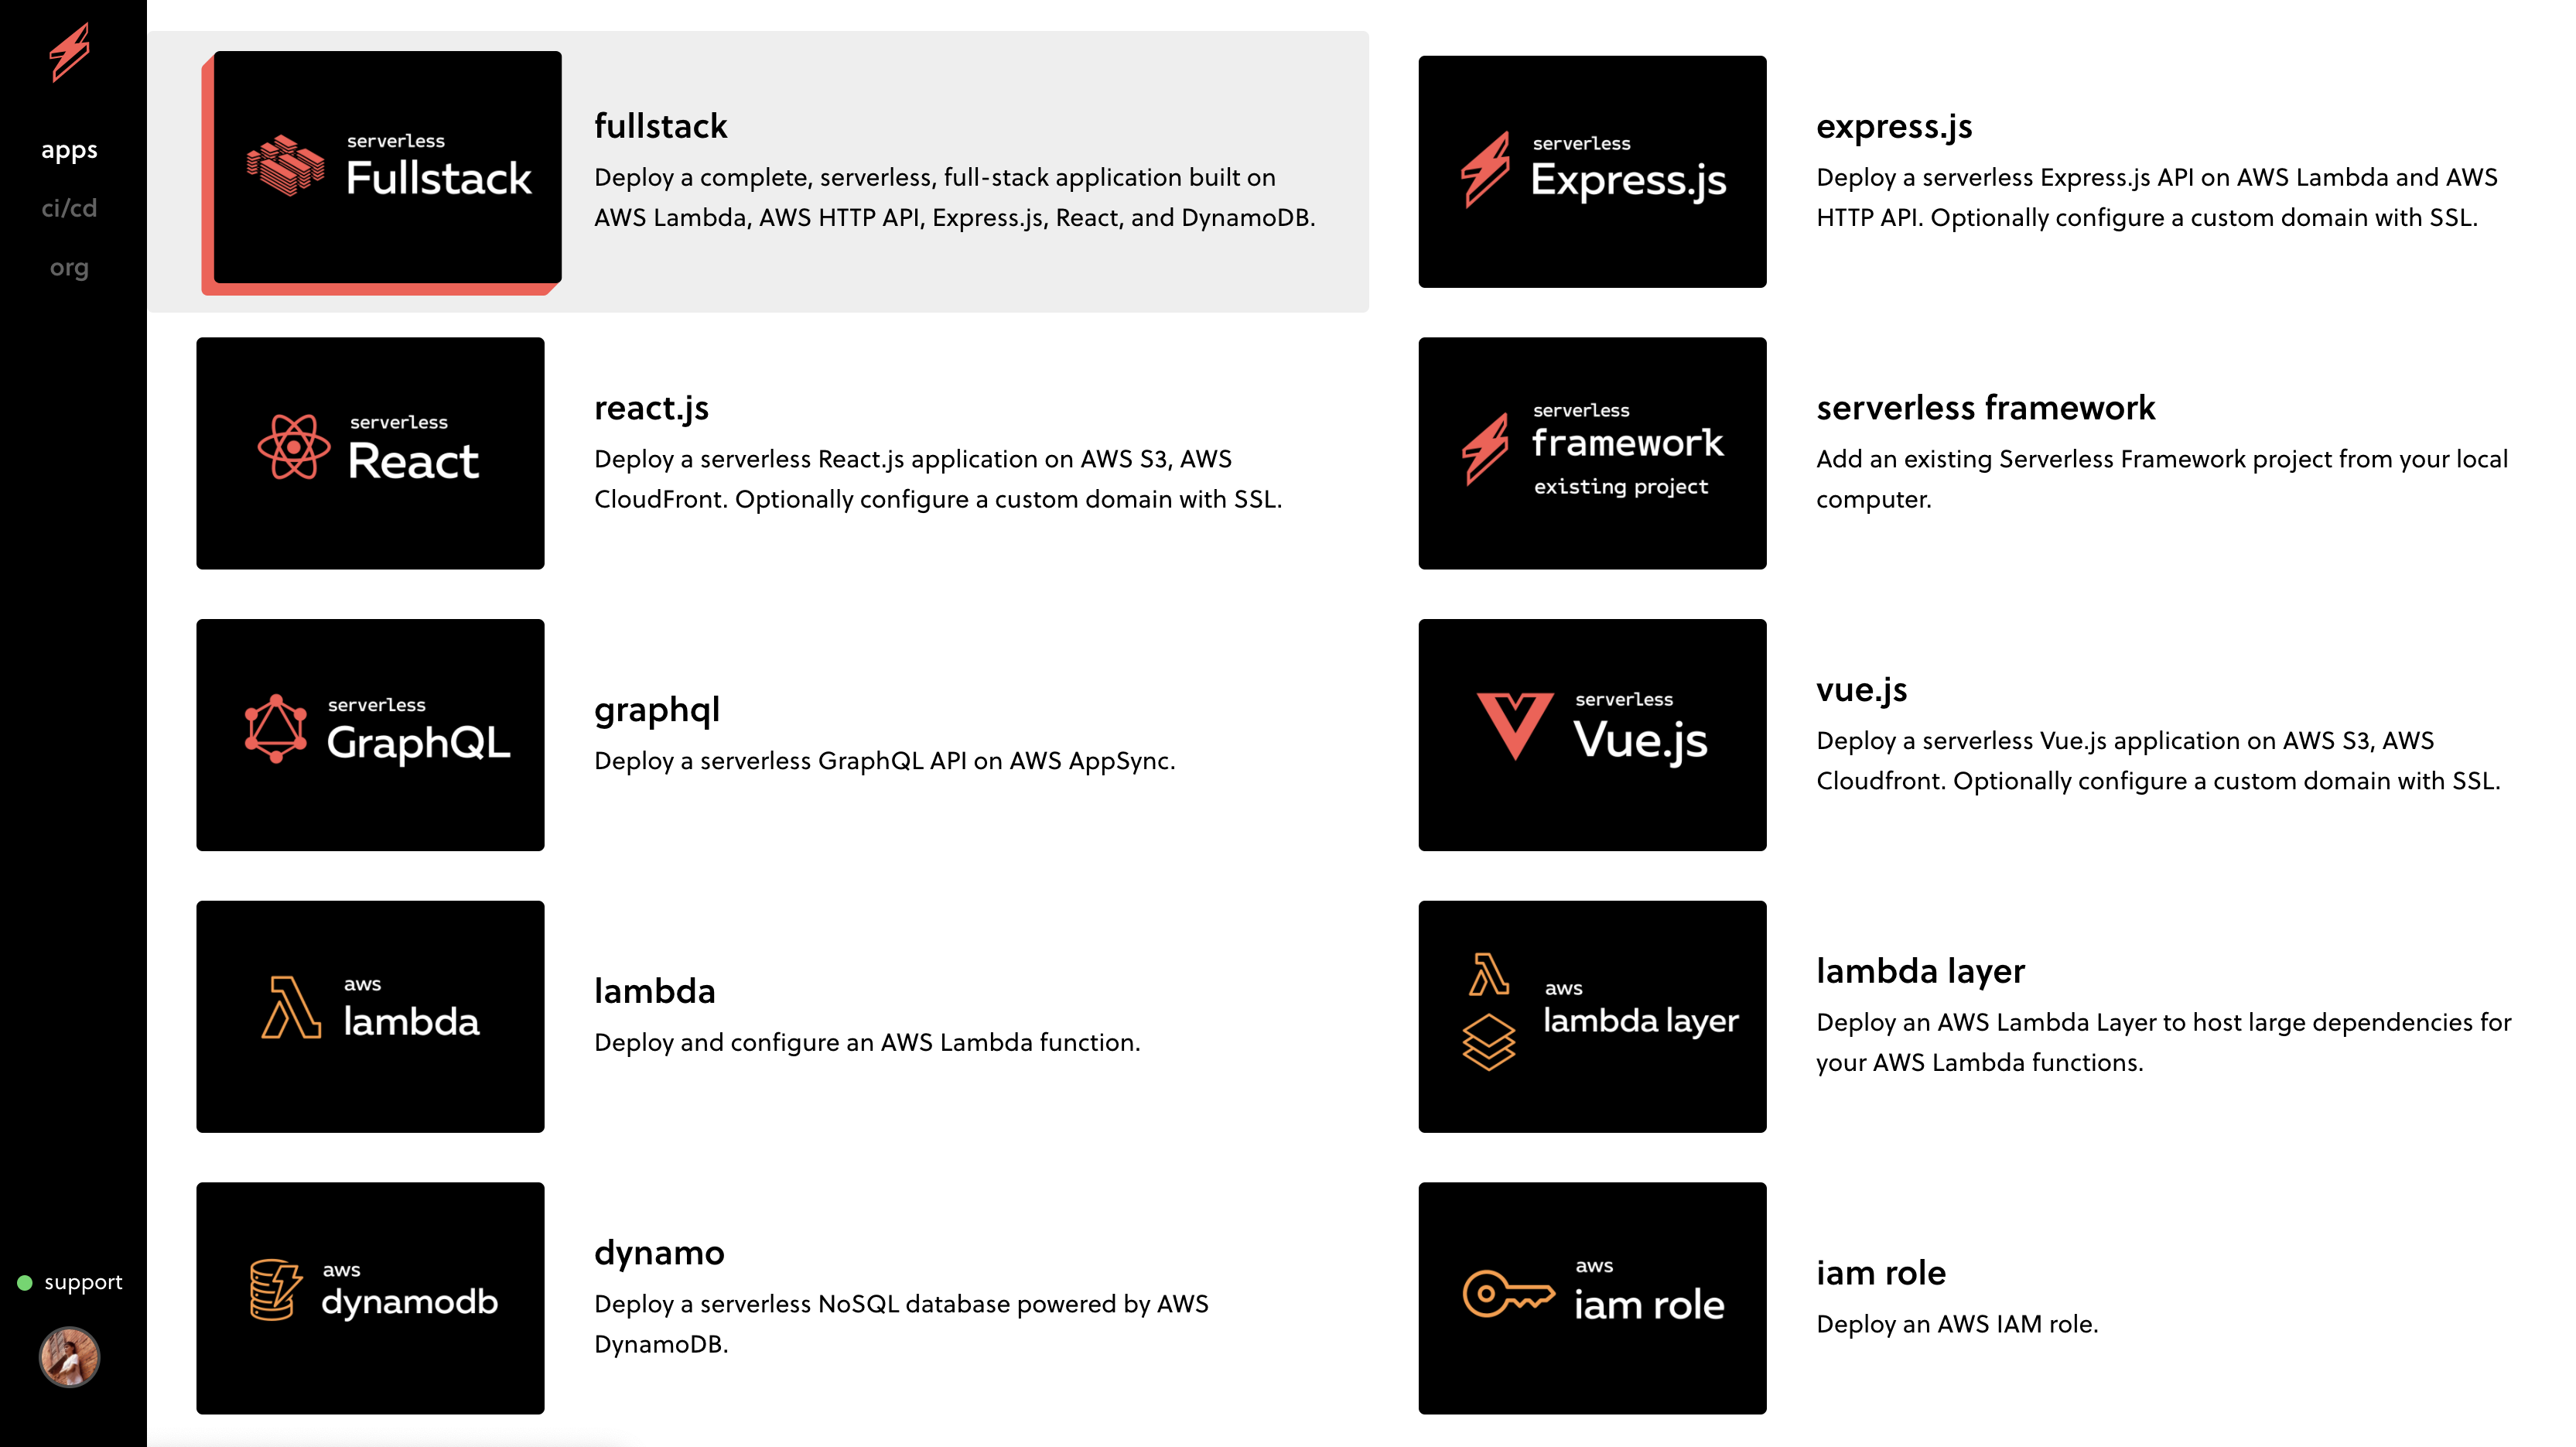 apps
ci/cd
org
support
serverless
Fullstack
fullstack
Deploy a complete, serverless, full-stack application built on
AWS Lambda, AWS HTTP API, Express.js, React, and DynamoDB.
serverless
Express.js
express.js
Deploy a serverless Express.js API on AWS Lambda and AWS
HTTP API. Optionally configure a custom domain with SSL.
serverless
React
react.js
Deploy a serverless React.js application on AWS S3, AWS
CloudFront. Optionally configure a custom domain with SSL.
serverless
framework
existing project
serverless framework
Add an existing Serverless Framework project from your local
computer.
serverless
GraphQL
graphql
Deploy a serverless GraphQL API on AWS AppSync.
serverless
Vue.js
vue.js
Deploy a serverless Vue.js application on AWS S3, AWS
Cloudfront. Optionally configure a custom domain with SSL.
aws
lambda
lambda
Deploy and configure an AWS Lambda function.
aws
lambda layer
lambda layer
Deploy an AWS Lambda Layer to host large dependencies for
your AWS Lambda functions.
aws
dynamodb
dynamo
Deploy a serverless NoSQL database powered by AWS
DynamoDB.
aws
iam role
iam role
Deploy an AWS IAM role.